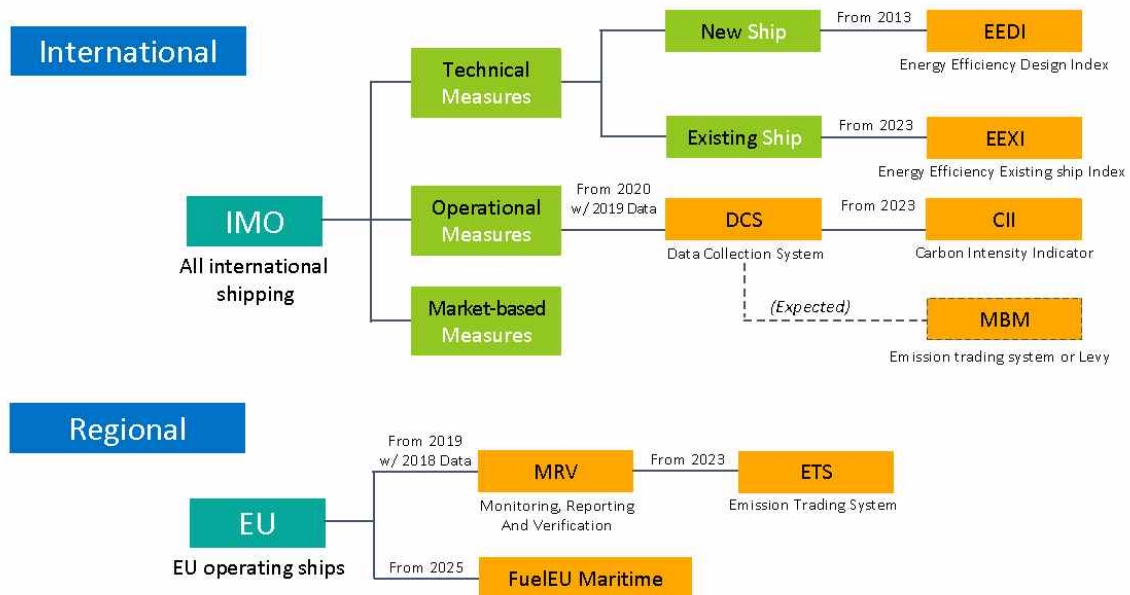 International
IMO
All international
shipping
Technical
Measures
New Ship
From 2013
EEDI
Energy Efficiency Design Index
Existing Ship
From 2023
EEXI
Energy Efficiency Existing ship Index
Operational
Measures
From 2020
w/ 2019 Data
DCS
Data Collection System
From 2023
CII
Carbon Intensity Indicator
Market-based
Measures
(Expected)
MBM
Emission trading system or Levy
Regional
EU
EU operating ships
From 2019
w/ 2018 Data
MRV
Monitoring, Reporting
And Verification
From 2023
ETS
Emission Trading System
From 2025
FuelEU Maritime